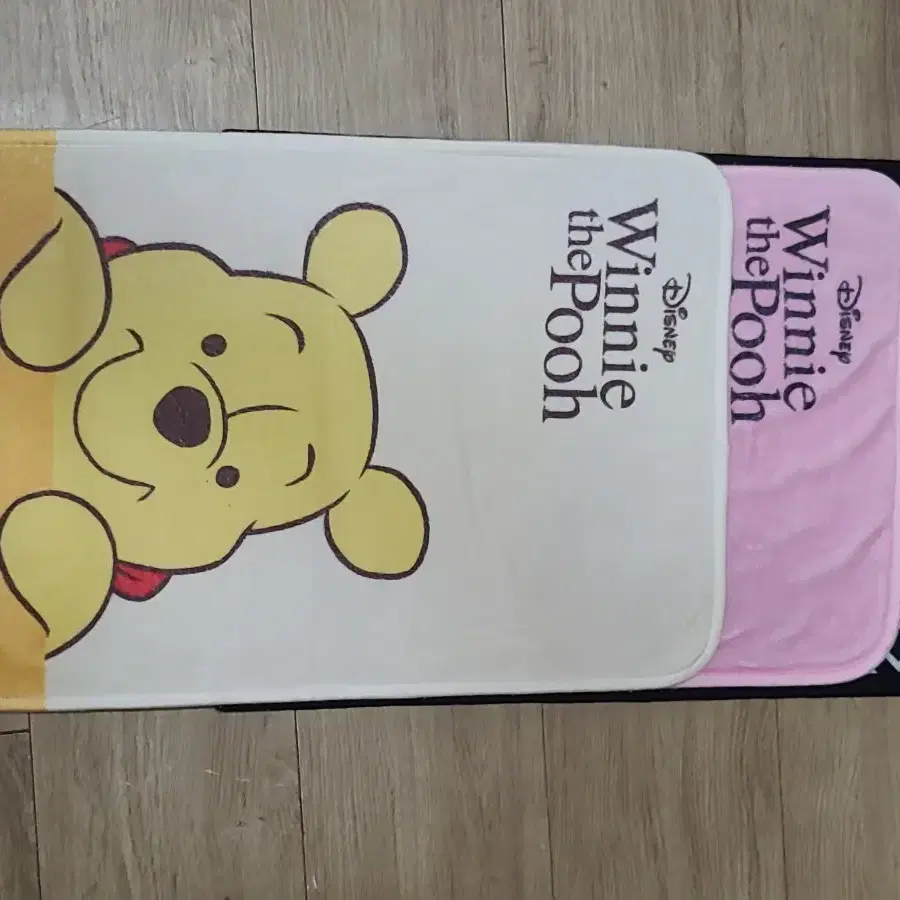 Disney
Winnie
the Pooh
Disney
Winnie
the Pooh